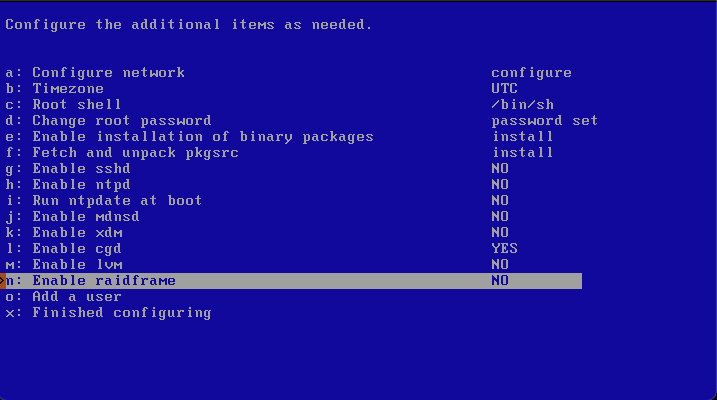 Configure the additional items as needed.
a: Configure network configure
b: Timezone UTC
c: Root shell /bin/sh
d: Change root password password set
e: Enable installation of binary packages install
f: Fetch and unpack pkgsrc install
g: Enable sshd NO
h: Enable ntpd NO
i: Run ntpdate at boot NO
j: Enable mdnsd NO
k: Enable xdm NO
l: Enable cgd YES
m: Enable lvm NO
>n: Enable raidframe NO
o: Add a user
x: Finished configuring